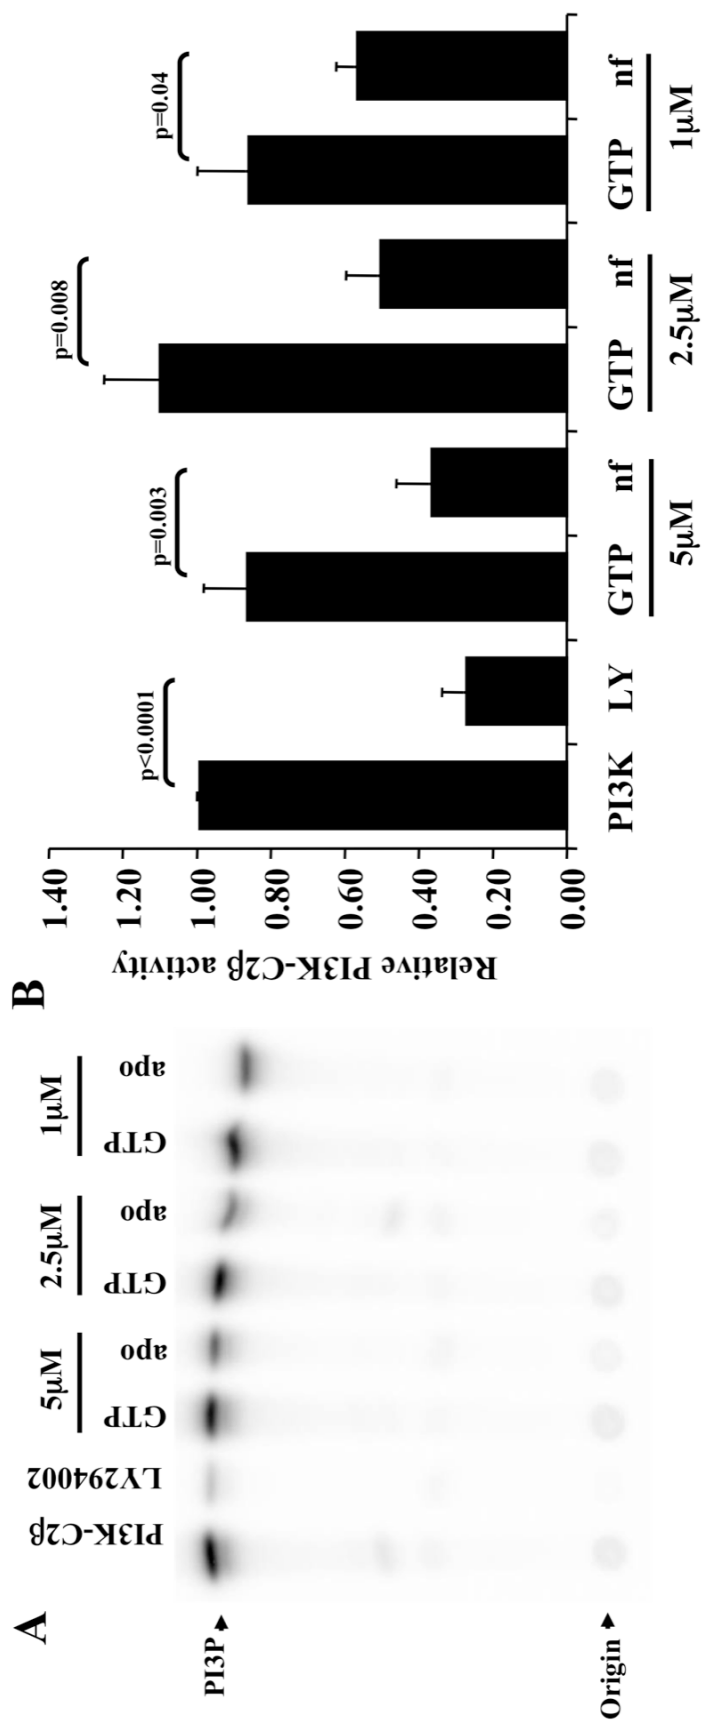 A
PI3K-C2β
LY294002
5μM
GTP
apo
2.5μM
GTP
apo
1μM
GTP
apo
PI3P
Origin
B
Relative PI3K-C2β activity
1.40
1.20
1.00
0.80
0.60
0.40
0.20
0.00
p<0.0001
p=0.003
p=0.008
p=0.04
PI3K LY GTP nf GTP nf GTP nf
5μM 2.5μM 1μM